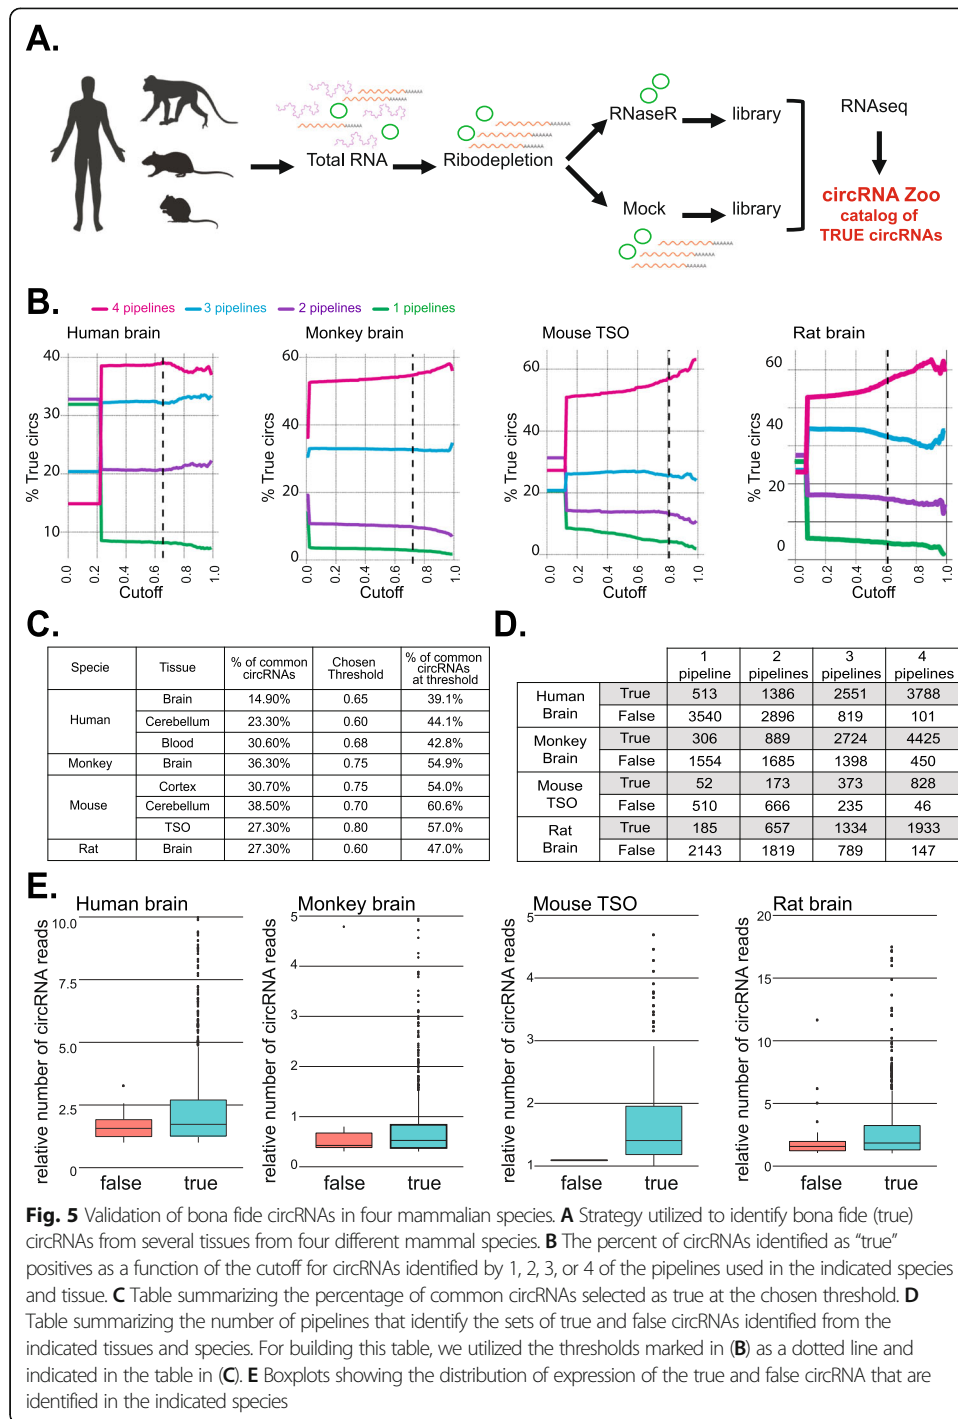 A.
Total RNA
Ribodepletion
RNaseR
library
Mock
library
RNAseq
circRNA Zoo
catalog of
TRUE circRNAs
B.
4 pipelines 3 pipelines 2 pipelines 1 pipelines
Human brain
% True circs
40
30
20
10
0.0 0.2 0.4 0.6 0.8 1.0
Cutoff
Monkey brain
% True circs
60
40
20
0
0.0 0.2 0.4 0.6 0.8 1.0
Cutoff
Mouse TSO
% True circs
60
40
20
0
0.0 0.2 0.4 0.6 0.8 1.0
Cutoff
Rat brain
% True circs
60
40
20
0
0.0 0.2 0.4 0.6 0.8 1.0
Cutoff
C.
Specie Tissue % of common circRNAs Chosen Threshold % of common circRNAs at threshold
Human Brain 14.90% 0.65 39.1%
Cerebellum 23.30% 0.60 44.1%
Blood 30.60% 0.68 42.8%
Monkey Brain 36.30% 0.75 54.9%
Mouse Cortex 30.70% 0.75 54.0%
Cerebellum 38.50% 0.70 60.6%
TSO 27.30% 0.80 57.0%
Rat Brain 27.30% 0.60 47.0%
D.
1 pipeline 2 pipelines 3 pipelines 4 pipelines
Human Brain True 513 1386 2551 3788
False 3540 2896 819 101
Monkey Brain True 306 889 2724 4425
False 1554 1685 1398 450
Mouse TSO True 52 173 373 828
False 510 666 235 46
Rat Brain True 185 657 1334 1933
False 2143 1819 789 147
E.
Human brain
relative number of circRNA reads
10.0
7.5
5.0
2.5
0
false true
Monkey brain
relative number of circRNA reads
5
4
3
2
1
0
false true
Mouse TSO
relative number of circRNA reads
5
4
3
2
1
false true
Rat brain
relative number of circRNA reads
20
15
10
5
0
false true
Fig. 5 Validation of bona fide circRNAs in four mammalian species. A Strategy utilized to identify bona fide (true)
circRNAs from several tissues from four different mammal species. B The percent of circRNAs identified as “true”
positives as a function of the cutoff for circRNAs identified by 1, 2, 3, or 4 of the pipelines used in the indicated species
and tissue. C Table summarizing the percentage of common circRNAs selected as true at the chosen threshold. D
Table summarizing the number of pipelines that identify the sets of true and false circRNAs identified from the
indicated tissues and species. For building this table, we utilized the thresholds marked in (B) as a dotted line and
indicated in the table in (C). E Boxplots showing the distribution of expression of the true and false circRNA that are
identified in the indicated species